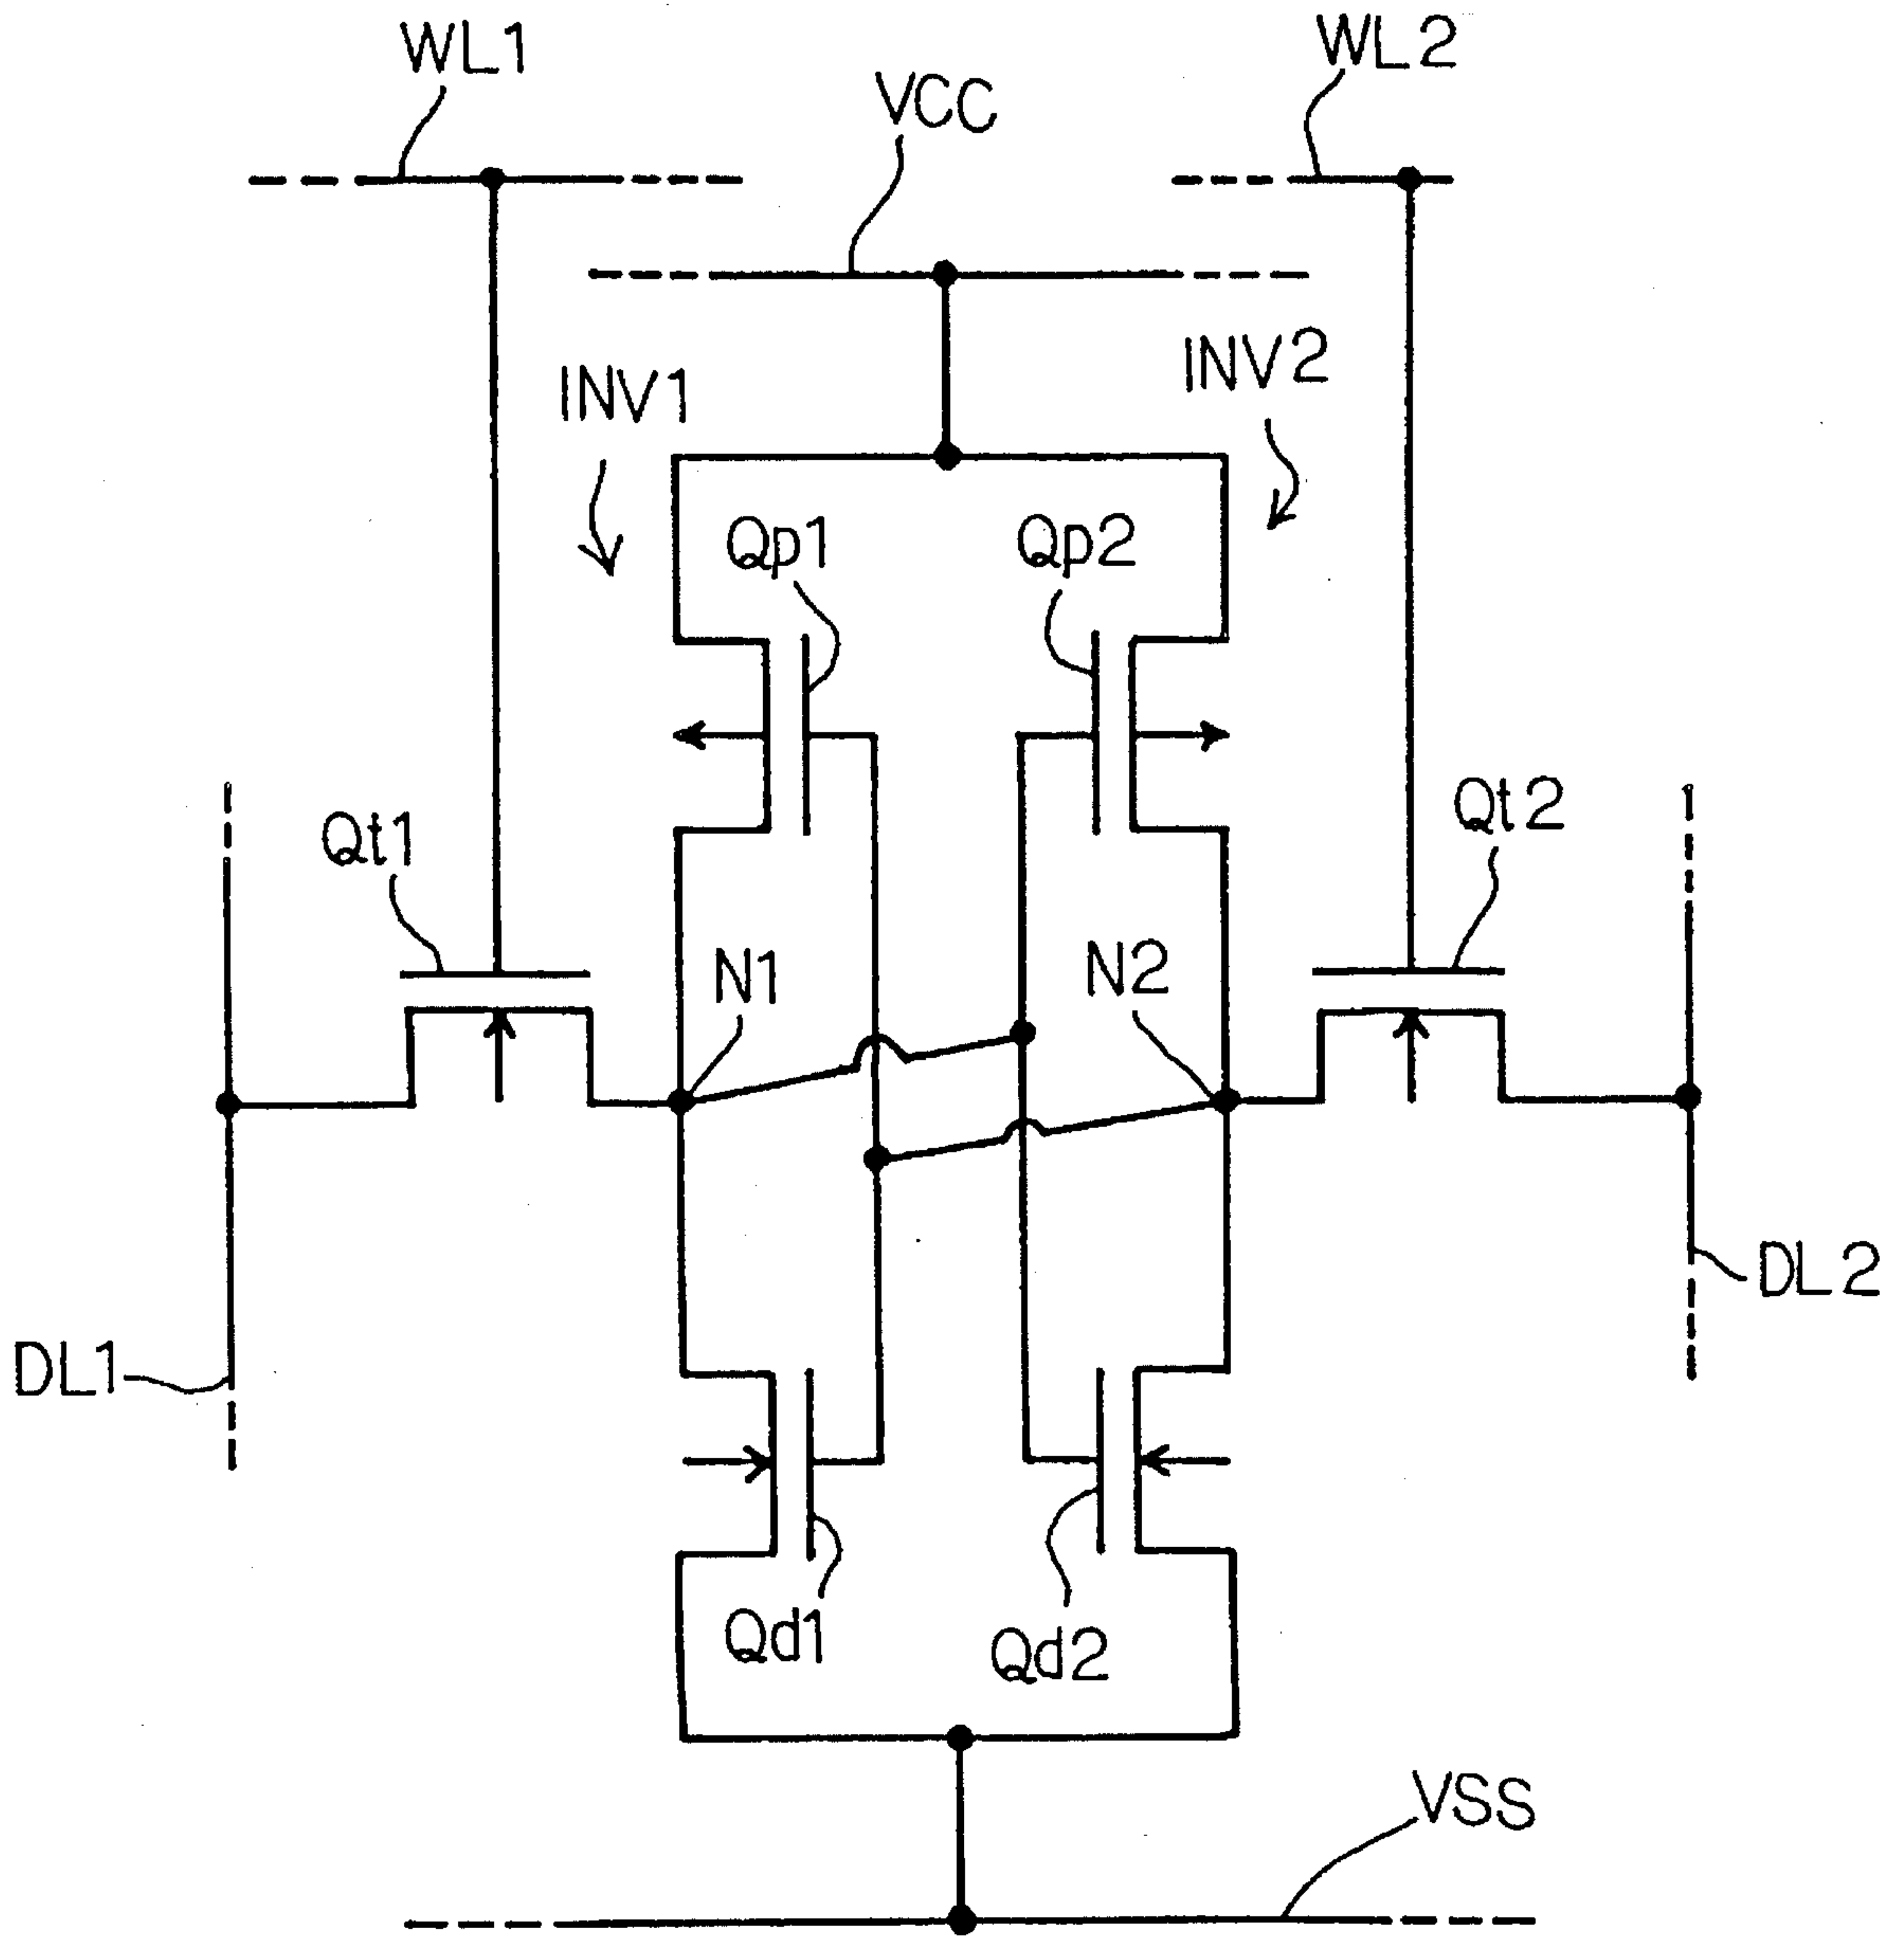 WL1
WL2
VCC
INV1
INV2
Qp1
Qp2
Qt1
Qt2
N1
N2
DL1
DL2
Qd1
Qd2
VSS